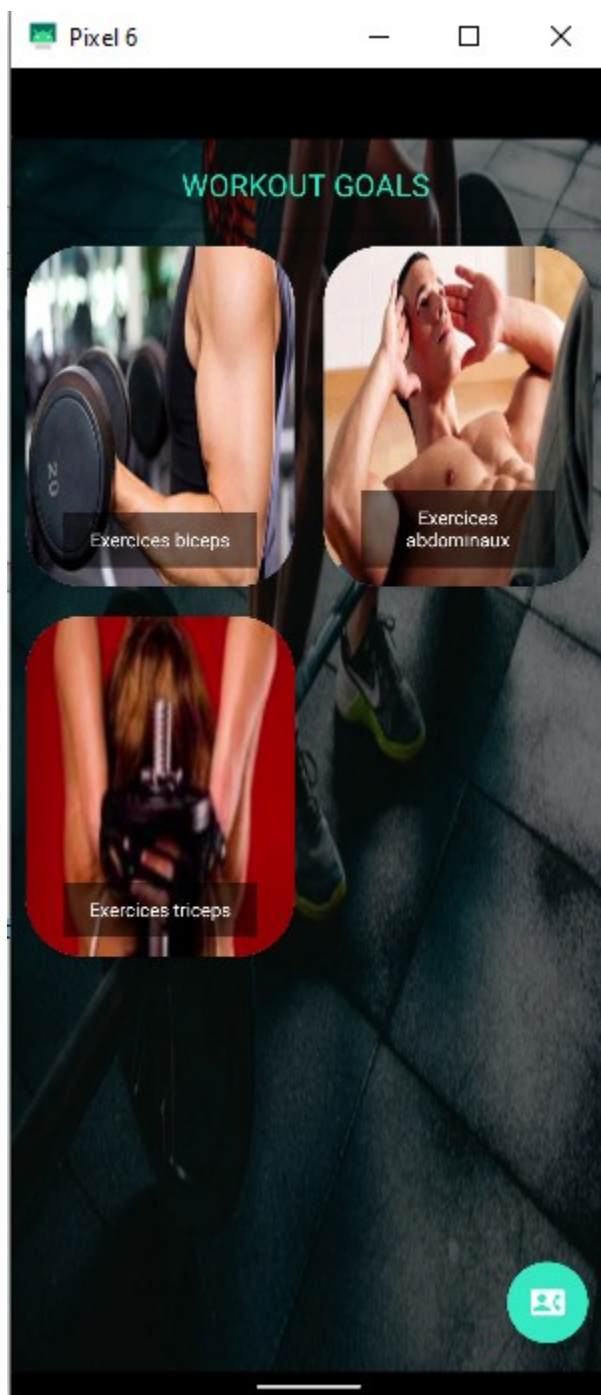 Pixel 6
WORKOUT GOALS
20
Exercices biceps
Exercices
abdominaux
Exercices triceps